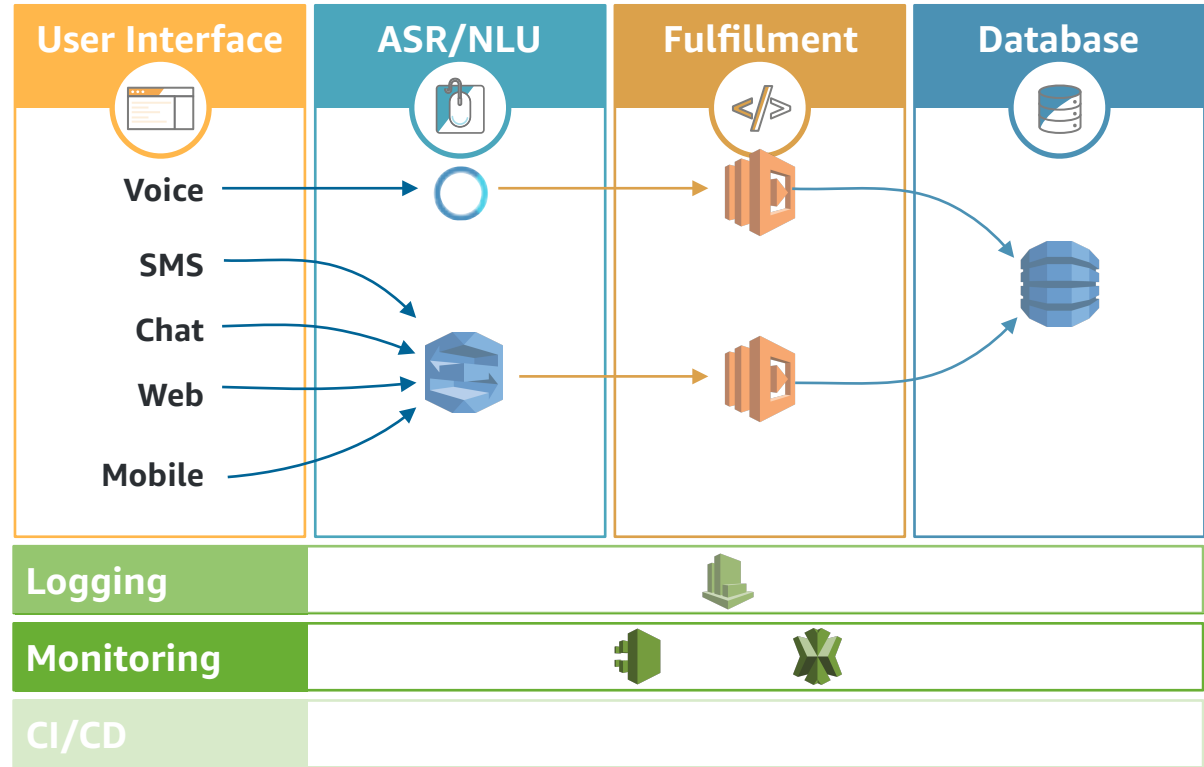 User Interface
ASR/NLU
Fulfillment
Database
Voice
SMS
Chat
Web
Mobile
Logging
Monitoring
CI/CD